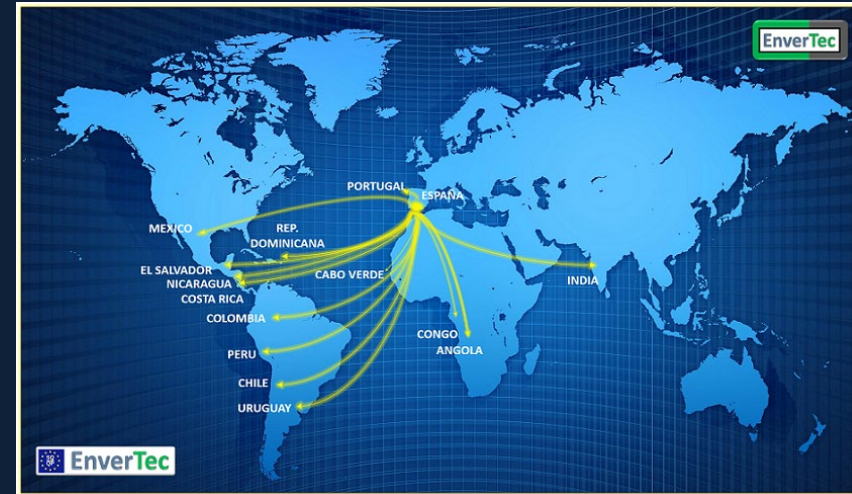 EnverTec
PORTUGAL
ESPAÑA
MEXICO
REP.
DOMINICANA
EL SALVADOR
NICARAGUA
COSTA RICA
CABO VERDE
INDIA
COLOMBIA
CONGO
ANGOLA
PERU
CHILE
URUGUAY
EnverTec